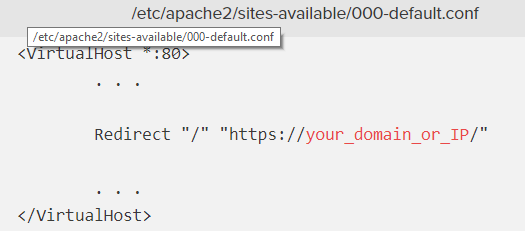 /etc/apache2/sites-available/000-default.conf
/etc/apache2/sites-available/000-default.conf
<VirtualHost *:80>
. . .
Redirect "/" "https://your_domain_or_IP/"
. . .
</VirtualHost>